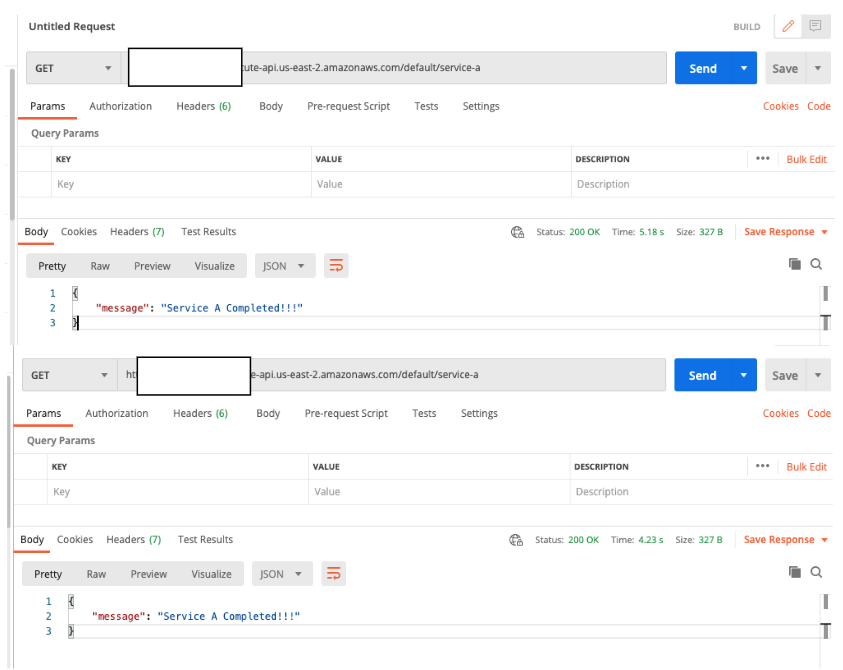 Untitled Request BUILD
GET cute-api.us-east-2.amazonaws.com/default/service-a Send Save
Params Authorization Headers (6) Body Pre-request Script Tests Settings Cookies Code
Query Params
KEY VALUE DESCRIPTION ••• Bulk Edit
Key Value Description
Body Cookies Headers (7) Test Results Status: 200 OK Time: 5.18 s Size: 327 B Save Response
Pretty Raw Preview Visualize JSON
1 {
2 "message": "Service A Completed!!!"
3 }
GET ht e-api.us-east-2.amazonaws.com/default/service-a Send Save
Params Authorization Headers (6) Body Pre-request Script Tests Settings Cookies Code
Query Params
KEY VALUE DESCRIPTION ••• Bulk Edit
Key Value Description
Body Cookies Headers (7) Test Results Status: 200 OK Time: 4.23 s Size: 327 B Save Response
Pretty Raw Preview Visualize JSON
1 {
2 "message": "Service A Completed!!!"
3 }